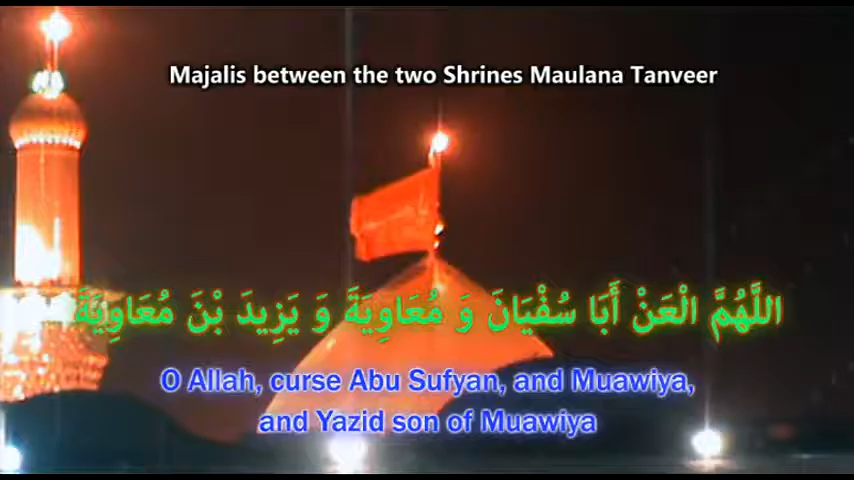 Majalis between the two Shrines Maulana Tanveer
اللَّهُمَّ الْعَنْ أَبَا سُفْيَانَ وَ مُعَاوِيَةَ وَ يَزِيدَ بْنَ مُعَاوِيَةَ
O Allah, curse Abu Sufyan, and Muawiya,
and Yazid son of Muawiya